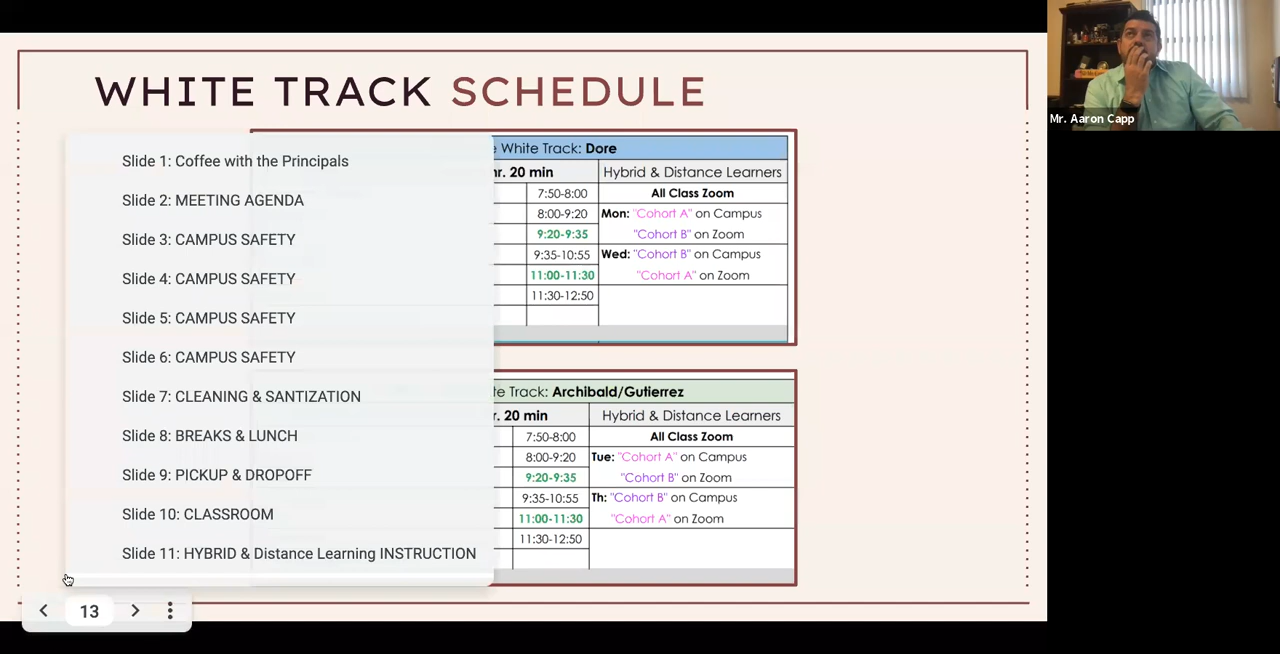 WHITE TRACK SCHEDULE
Mr. Aaron Capp
Slide 1: Coffee with the Principals
Slide 2: MEETING AGENDA
Slide 3: CAMPUS SAFETY
Slide 4: CAMPUS SAFETY
Slide 5: CAMPUS SAFETY
Slide 6: CAMPUS SAFETY
Slide 7: CLEANING & SANTIZATION
Slide 8: BREAKS & LUNCH
Slide 9: PICKUP & DROPOFF
Slide 10: CLASSROOM
Slide 11: HYBRID & Distance Learning INSTRUCTION
White Track: Dore
20 min Hybrid & Distance Learners
7:50-8:00 All Class Zoom
8:00-9:20 Mon: "Cohort A" on Campus
9:20-9:35 "Cohort B" on Zoom
9:35-10:55 Wed: "Cohort B" on Campus
11:00-11:30 "Cohort A" on Zoom
11:30-12:50
Track: Archibald/Gutierrez
20 min Hybrid & Distance Learners
7:50-8:00 All Class Zoom
8:00-9:20 Tue: "Cohort A" on Campus
9:20-9:35 "Cohort B" on Zoom
9:35-10:55 Th: "Cohort B" on Campus
11:00-11:30 "Cohort A" on Zoom
11:30-12:50
13